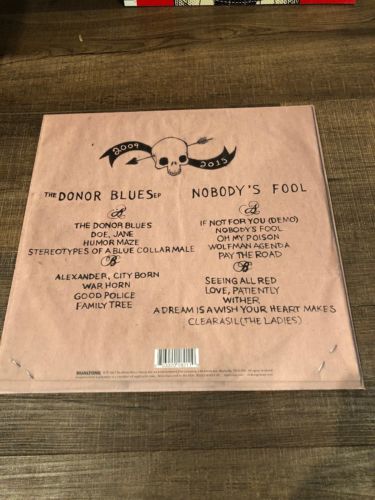 2009
2015
THE DONOR BLUES EP
A
THE DONOR BLUES
DOE, JANE
HUMOR MAZE
STEREOTYPES OF A BLUE COLLAR MALE
B
ALEXANDER, CITY BORN
WAR HORN
GOOD POLICE
FAMILY TREE
NOBODY'S FOOL
A
IF NOT FOR YOU (DEMO)
NOBODY'S FOOL
OH MY POISON
WOLFMAN AGENDA
PAY THE ROAD
B
SEEING ALL RED
LOVE, PATIENTLY
WITHER
A DREAM IS A WISH YOUR HEART MAKES
CLEARASIL (THE LADIES)
DUALTONE